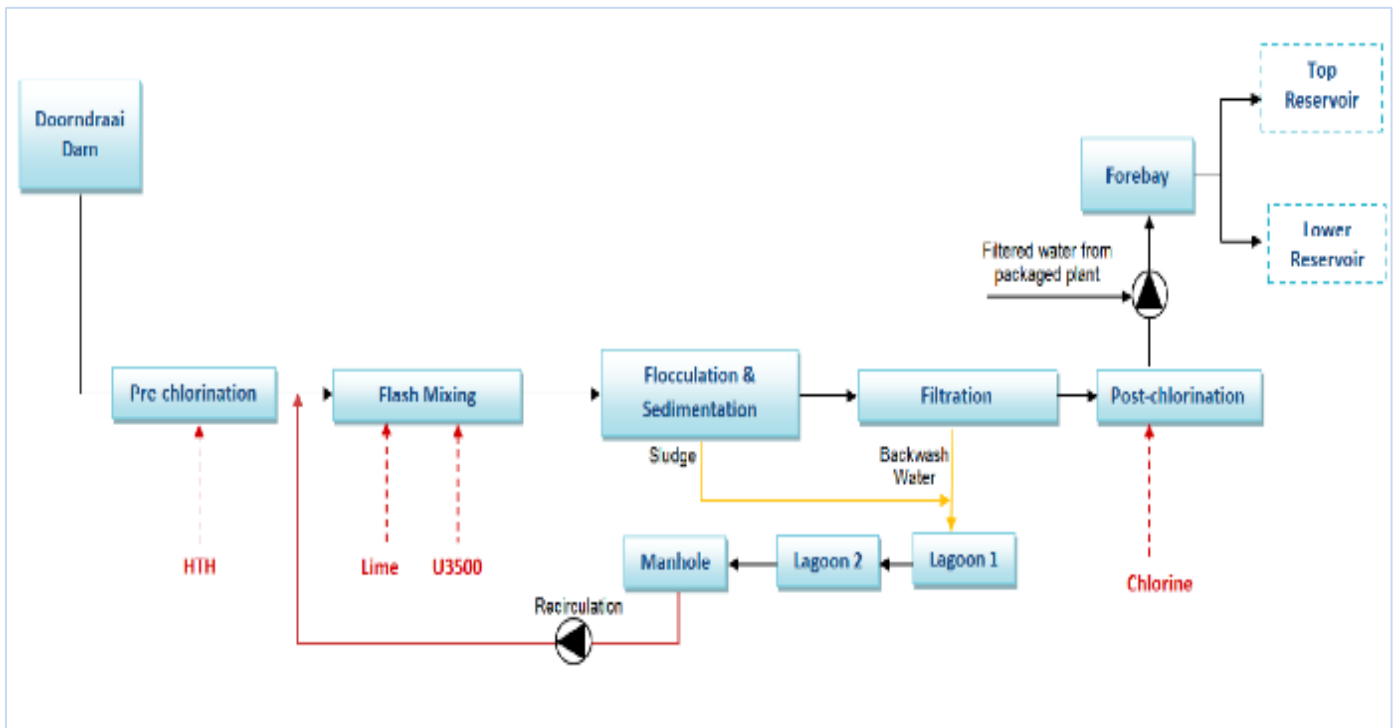 Doorndraai
Dam
Top
Reservoir
Forebay
Lower
Reservoir
Filtered water from
packaged plant
Pre chlorination
Flash Mixing
Flocculation &
Sedimentation
Filtration
Post-chlorination
Sludge
Backwash
Water
HTH
Lime
U3500
Manhole
Lagoon 2
Lagoon 1
Chlorine
Recirculation